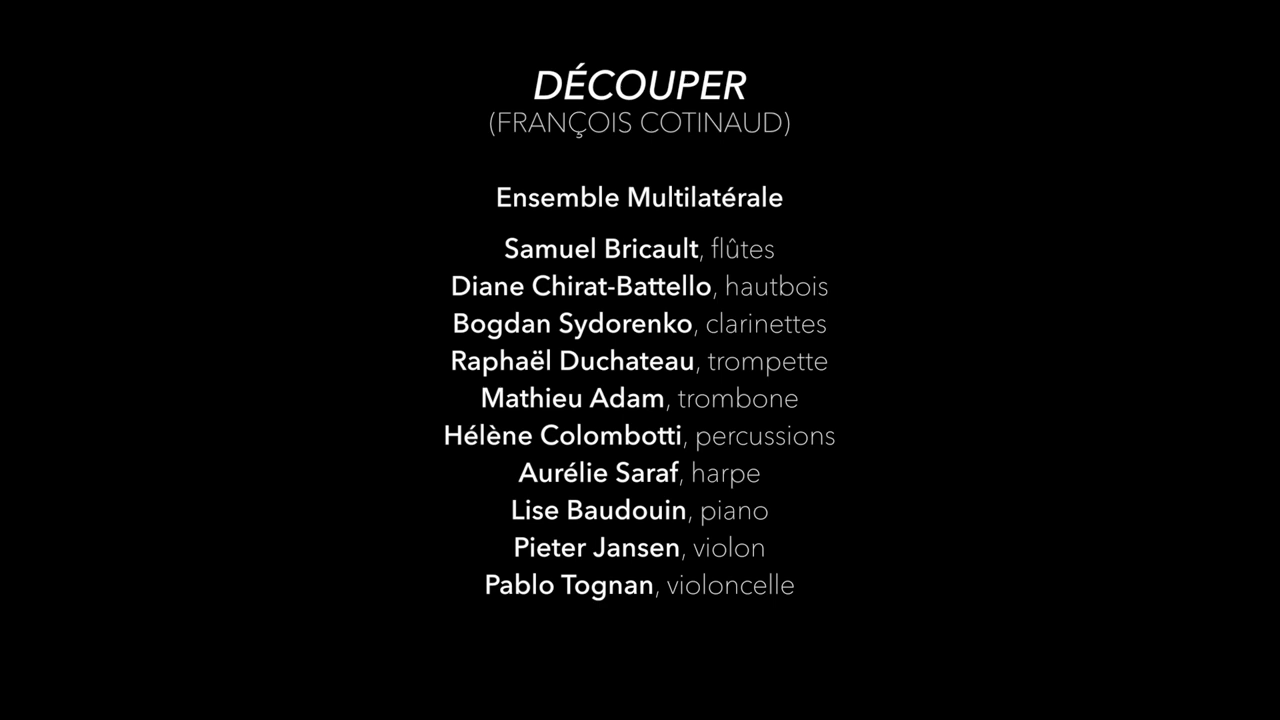 DÉCOUPER
(FRANÇOIS COTINAUD)
Ensemble Multilatérale
Samuel Bricault, flûtes
Diane Chirat-Battello, hautbois
Bogdan Sydorenko, clarinettes
Raphaël Duchateau, trompette
Mathieu Adam, trombone
Hélène Colombotti, percussions
Aurélie Saraf, harpe
Lise Baudouin, piano
Pieter Jansen, violon
Pablo Tognan, violoncelle